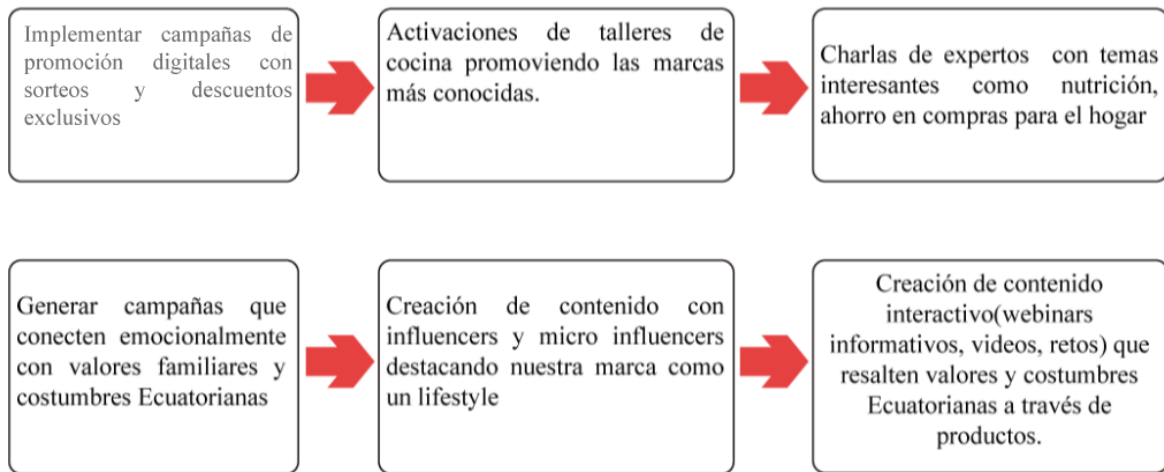 Implementar campañas de
promoción digitales con
sorteos y descuentos
exclusivos
Activaciones de talleres de
cocina promoviendo las marcas
más conocidas.
Charlas de expertos con temas
interesantes como nutrición,
ahorro en compras para el hogar
Generar campañas que
conecten emocionalmente
con valores familiares y
costumbres Ecuatorianas
Creación de contenido con
influencers y micro influencers
destacando nuestra marca como
un lifestyle
Creación de contenido
interactivo(webinars
informativos, videos, retos) que
resalten valores y costumbres
Ecuatorianas a través de
productos.